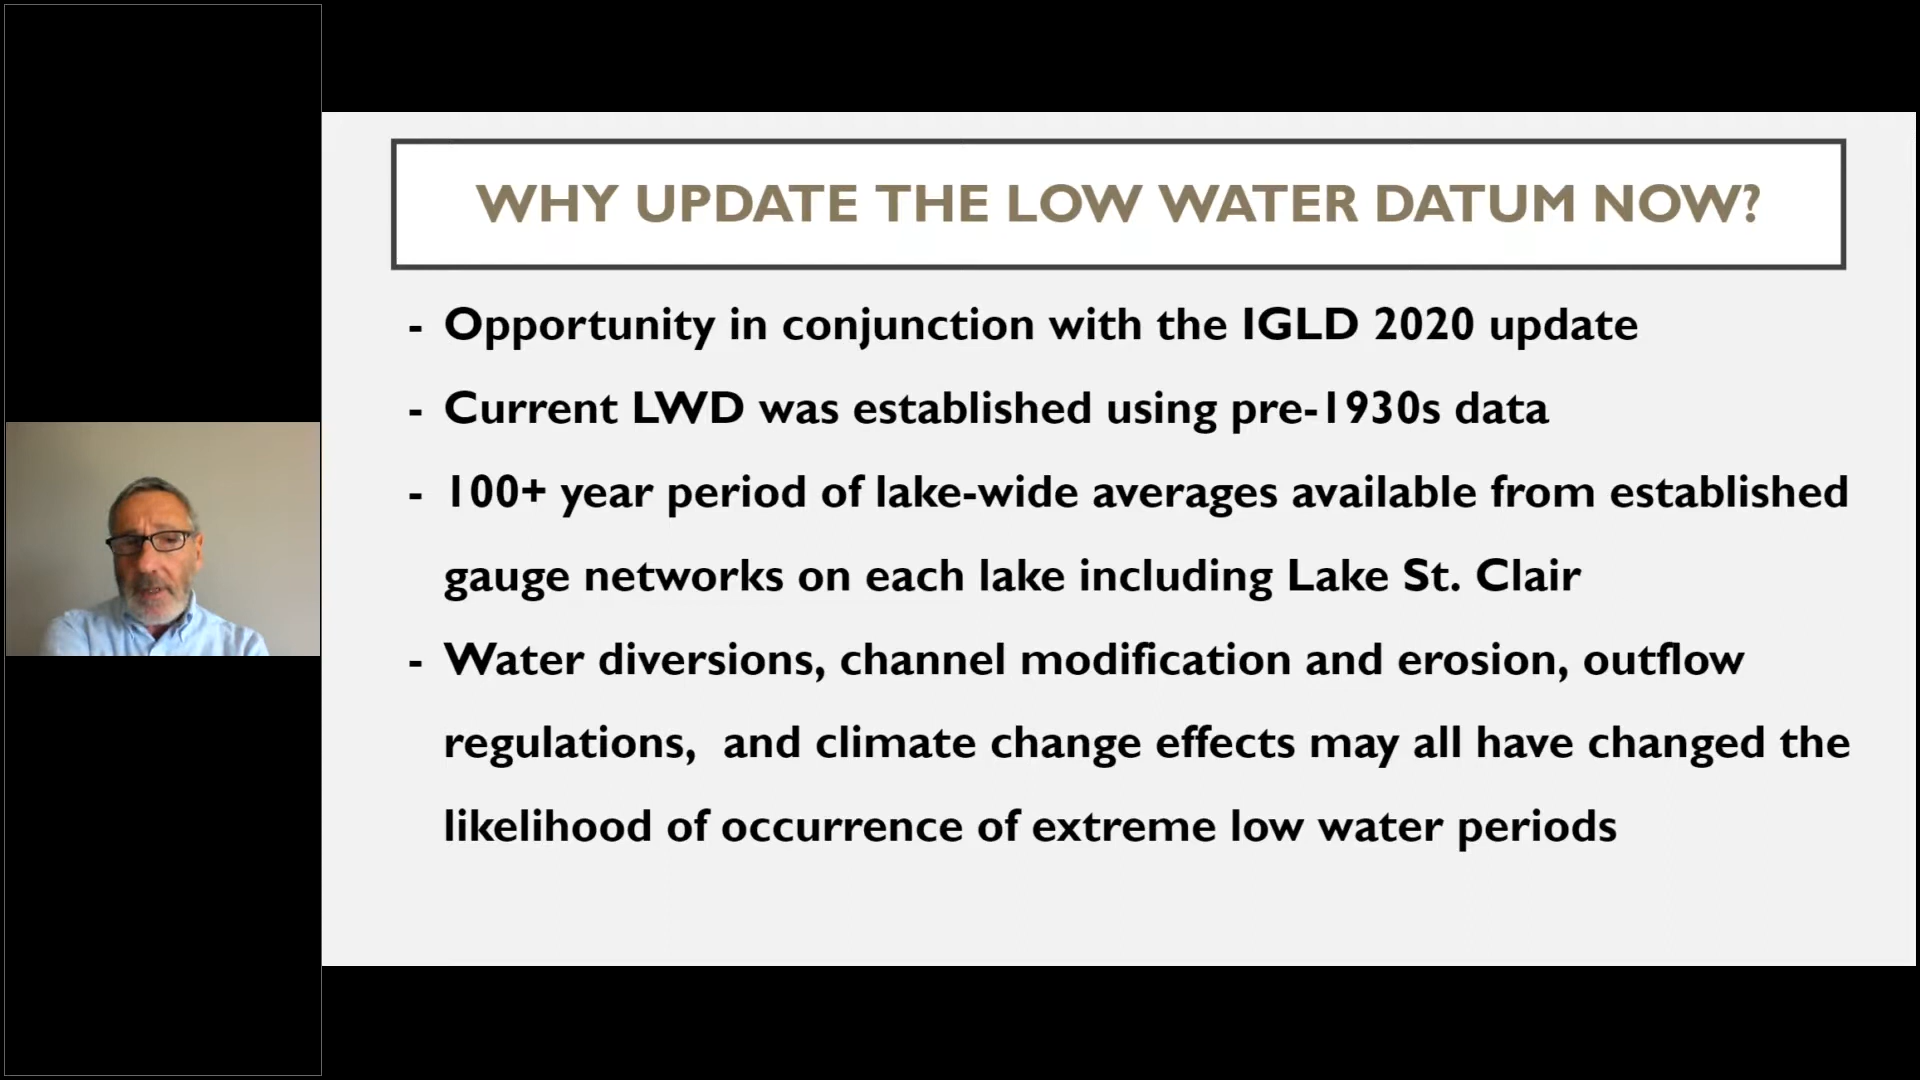 WHY UPDATE THE LOW WATER DATUM NOW?
- Opportunity in conjunction with the IGLD 2020 update
- Current LWD was established using pre-1930s data
- 100+ year period of lake-wide averages available from established
gauge networks on each lake including Lake St. Clair
- Water diversions, channel modification and erosion, outflow
regulations,  and climate change effects may all have changed the
likelihood of occurrence of extreme low water periods